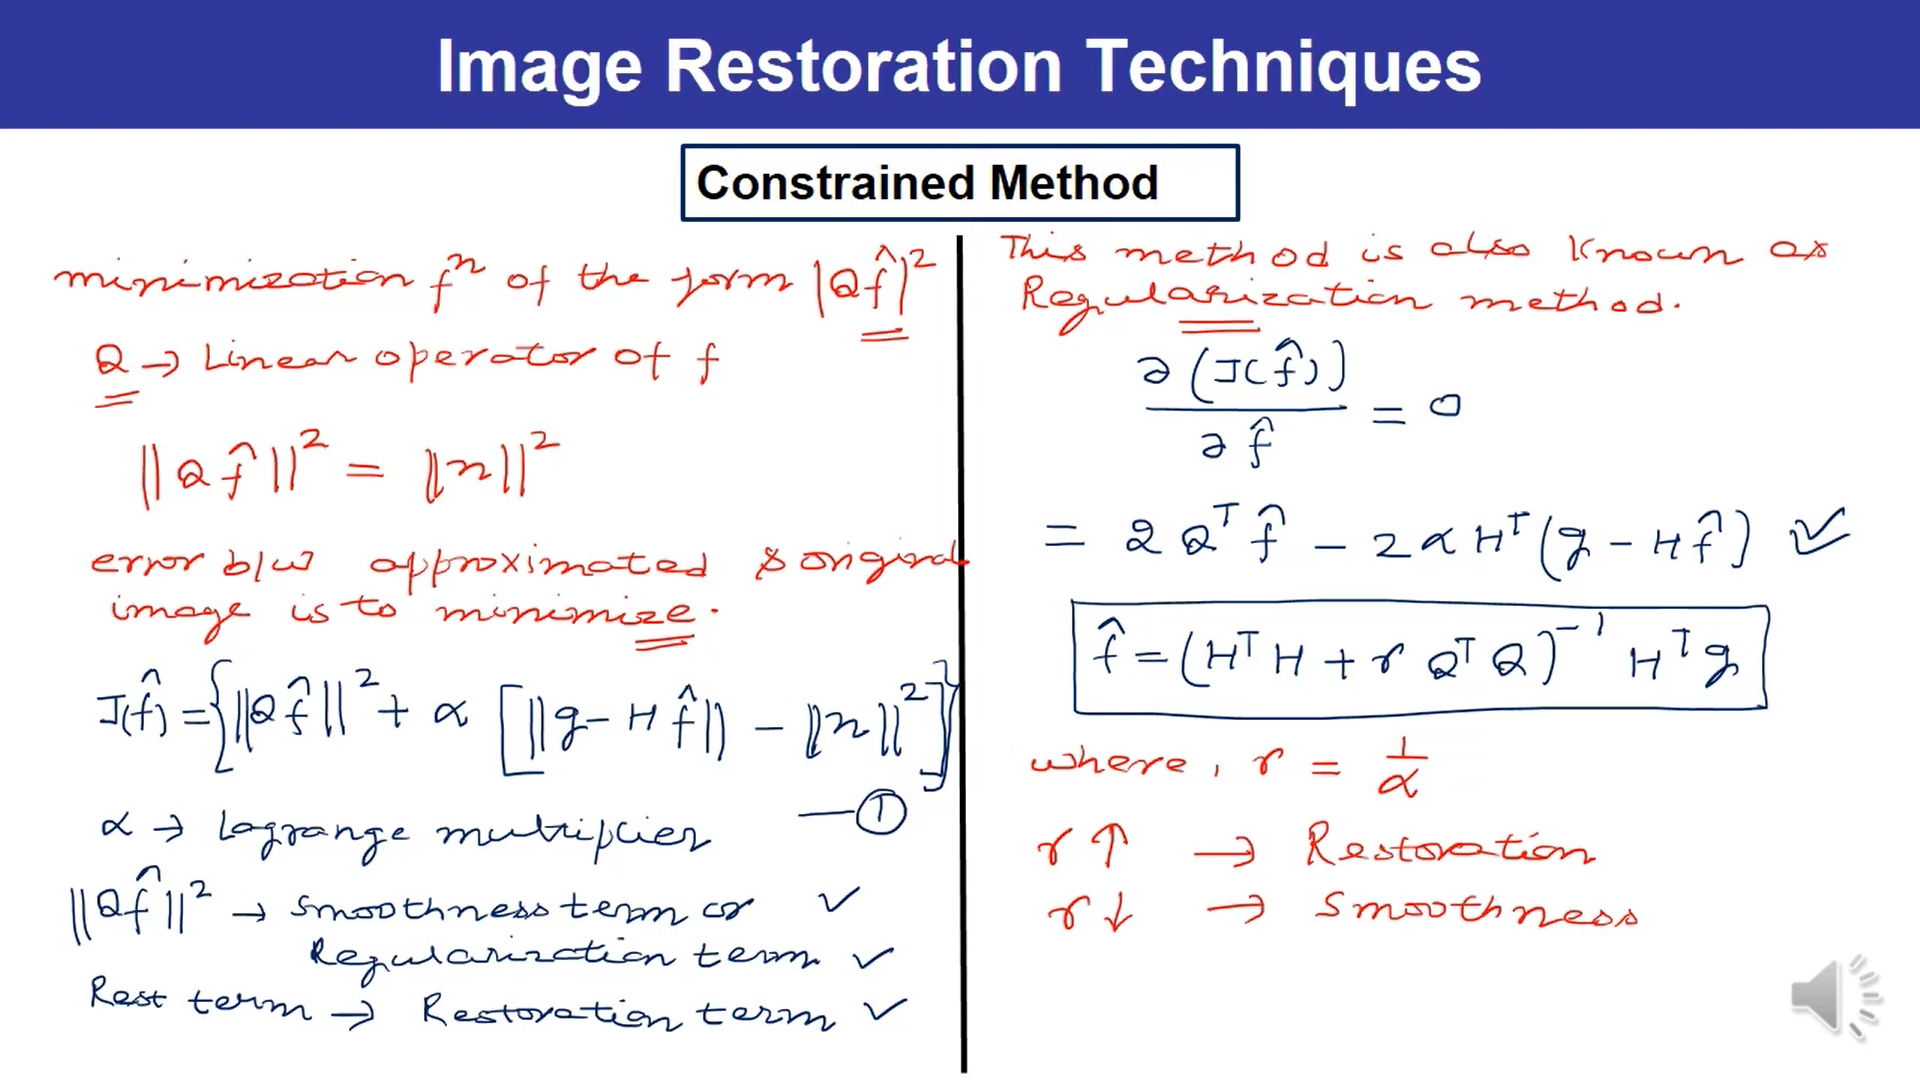 Image Restoration Techniques
Constrained Method
minimization fⁿ of the form |Qf̂|²
Q → Linear operator of f
||Qf̂||² = ||n||²
error b/w approximated & original
image is to minimize.
J(f̂) = {||Qf̂||² + α [||g - Hf̂|| - ||n||²]}
— ①
α → Lagrange multiplier
||Qf̂||² → smoothness term or ✓
Regularization term ✓
Rest term → Restoration term ✓
This method is also known as
Regularization method.
∂(J(f̂))/∂f̂ = 0
= 2Qᵀf̂ - 2αHᵀ(g - Hf̂) ✓
f̂ = (HᵀH + r QᵀQ)⁻¹ Hᵀg
where, r = 1/α
r ↑ → Restoration
r ↓ → Smoothness